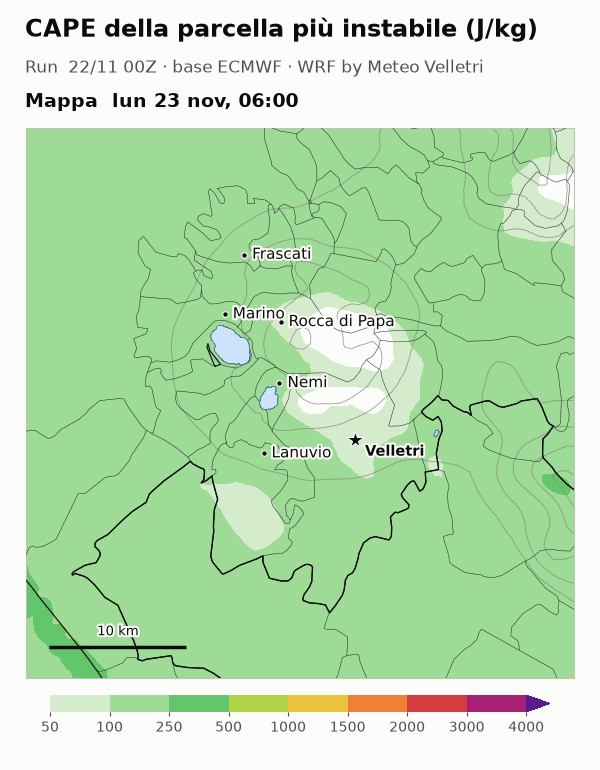 CAPE della parcella più instabile (J/kg)
Run  22/11 00Z · base ECMWF · WRF by Meteo Velletri
Mappa  lun 23 nov, 06:00
Frascati
Marino
Rocca di Papa
Nemi
Velletri
Lanuvio
10 km
50 100 250 500 1000 1500 2000 3000 4000